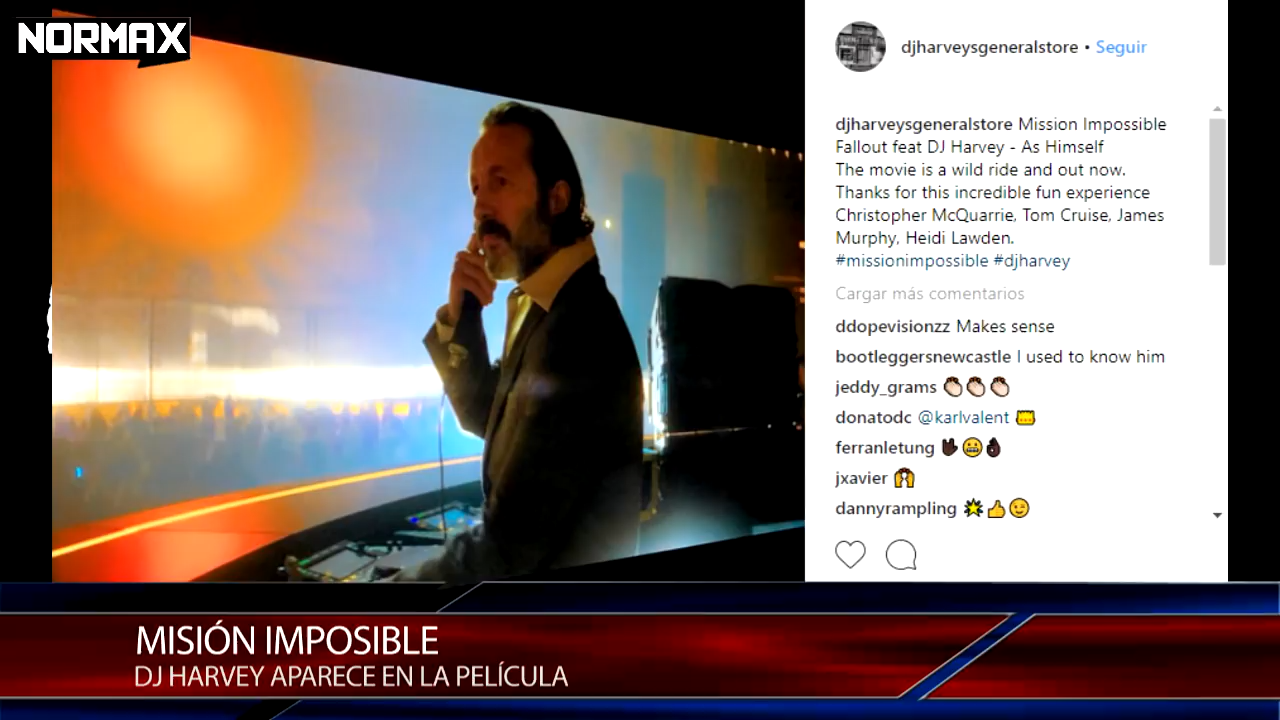 NORMAX
djharveysgeneralstore • Seguir
djharveysgeneralstore Mission Impossible
Fallout feat DJ Harvey - As Himself
The movie is a wild ride and out now.
Thanks for this incredible fun experience
Christopher McQuarrie, Tom Cruise, James
Murphy, Heidi Lawden.
#missionimpossible #djharvey
Cargar más comentarios
ddopevisionzz Makes sense
bootleggersnewcastle I used to know him
jeddy_grams 👏🏻👏🏻👏🏻
donatodc @karlvalent
ferranletung 🤘🏿😬👌🏿
jxavier 🙌
dannyrampling 🌟👍😉
MISIÓN IMPOSIBLE
DJ HARVEY APARECE EN LA PELÍCULA